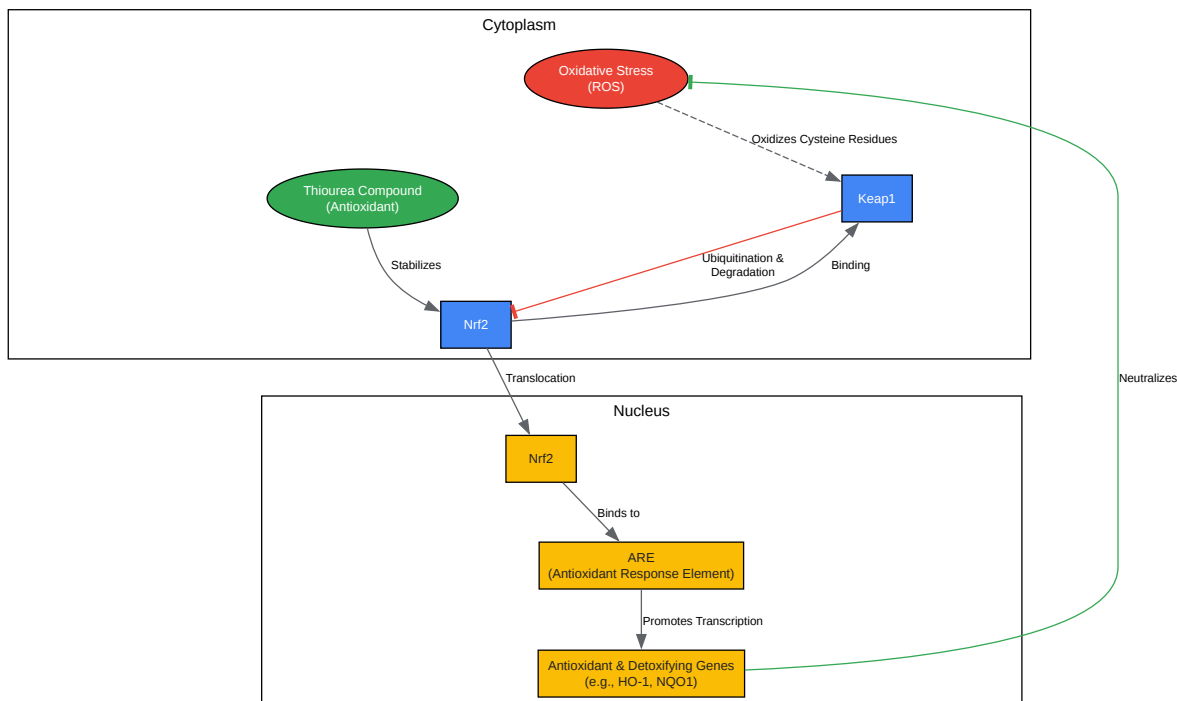 Cytoplasm
Oxidative Stress
(ROS)
Oxidizes Cysteine Residues
Thiourea Compound
(Antioxidant)
Keap1
Stabilizes
Ubiquitination &
Degradation
Binding
Nrf2
Translocation
Neutralizes
Nucleus
Nrf2
Binds to
ARE
(Antioxidant Response Element)
Promotes Transcription
Antioxidant & Detoxifying Genes
(e.g., HO-1, NQO1)